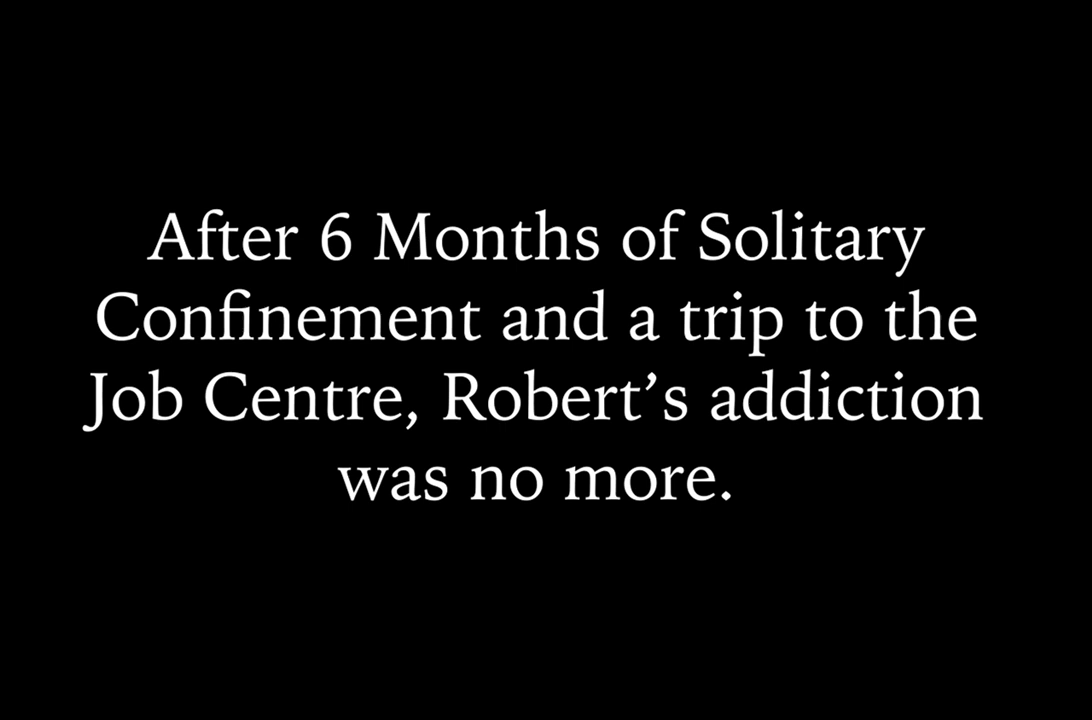 After 6 Months of Solitary
Confinement and a trip to the
Job Centre, Robert’s addiction
was no more.